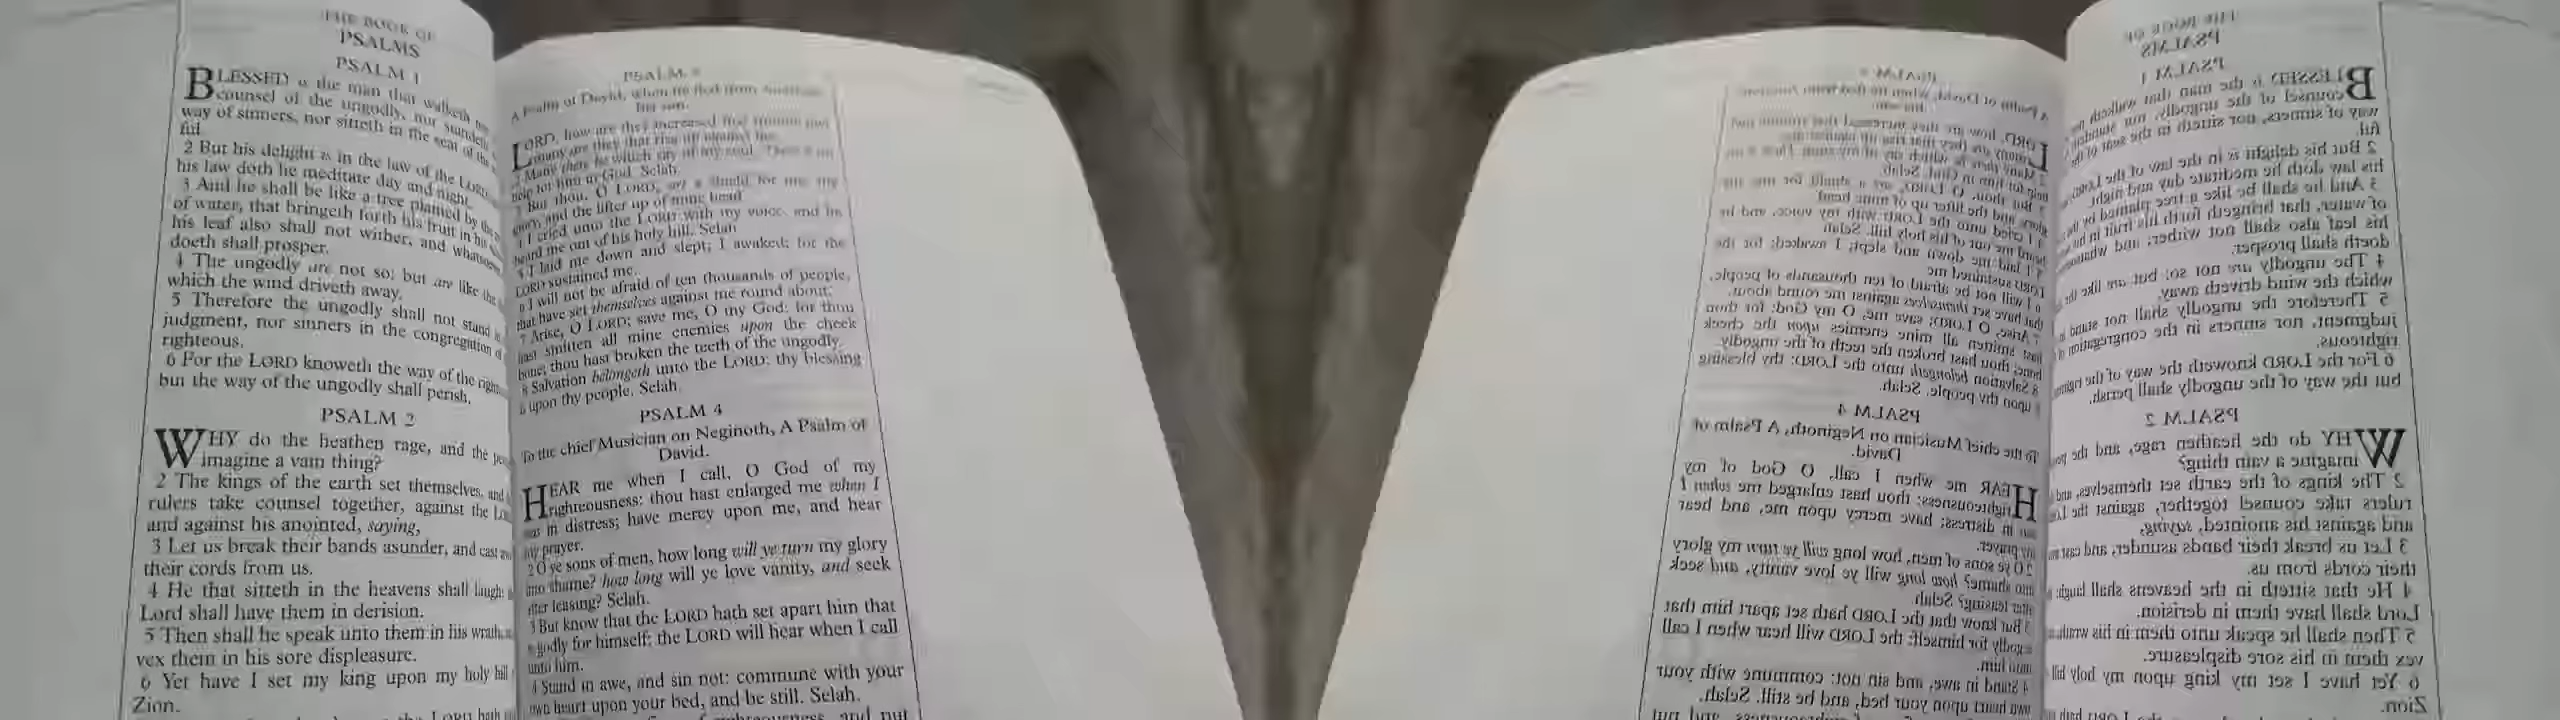 THE BOOK OF
PSALMS
PSALM 1
BLESSED is the man that walketh
counsel of the ungodly, nor standeth
way of sinners, nor sitteth in the seat of the
ful.
2 But his delight is in the law of the LORD
his law doth he meditate day and night.
3 And he shall be like a tree planted by the
of water, that bringeth forth his fruit in his
his leaf also shall not wither; and whatsoev
doeth shall prosper.
4 The ungodly are not so: but are like the
which the wind driveth away.
5 Therefore the ungodly shall not stand
judgment, nor sinners in the congregation of
righteous.
6 For the LORD knoweth the way of the righ
but the way of the ungodly shall perish.
PSALM 2
WHY do the heathen rage, and the
imagine a vain thing?
2 The kings of the earth set themselves, and
rulers take counsel together, against the
and against his anointed, saying,
3 Let us break their bands asunder, and cast
their cords from us.
4 He that sitteth in the heavens shall laugh:
Lord shall have them in derision.
5 Then shall he speak unto them in his wrath,
vex them in his sore displeasure.
6 Yet have I set my king upon my holy hill
Zion.
PSALM
A Psalm of David, when he fled from
his son.
LORD, how are they increased that trouble me!
many are they that rise up against me.
2 Many there be which say of my soul, There is no
help for him in God. Selah.
But thou, O LORD, art a shield for me; my
glory, and the lifter up of mine head.
4 I cried unto the LORD with my voice, and he
heard me out of his holy hill. Selah.
5 I laid me down and slept; I awaked; for the
LORD sustained me.
6 I will not be afraid of ten thousands of people,
that have set themselves against me round about.
7 Arise, O LORD; save me, O my God: for thou
hast smitten all mine enemies upon the cheek
bone; thou hast broken the teeth of the ungodly.
8 Salvation belongeth unto the LORD: thy blessing
is upon thy people. Selah.
PSALM 4
To the chief Musician on Neginoth, A Psalm of
David.
HEAR me when I call, O God of my
righteousness: thou hast enlarged me when I
was in distress; have mercy upon me, and hear
my prayer.
2 O ye sons of men, how long will ye turn my glory
into shame? how long will ye love vanity, and seek
after leasing? Selah.
3 But know that the LORD hath set apart him that
is godly for himself: the LORD will hear when I call
unto him.
4 Stand in awe, and sin not: commune with your
own heart upon your bed, and be still. Selah.